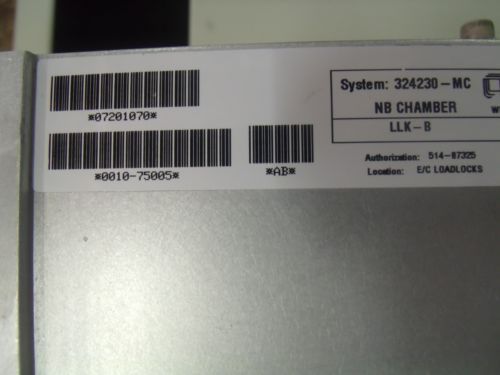 *07201070*
*0010-75005*
*AB*
System: 324230-MC
NB CHAMBER
LLK-B
Authorization: 514-87325
Location: E/C LOADLOCKS